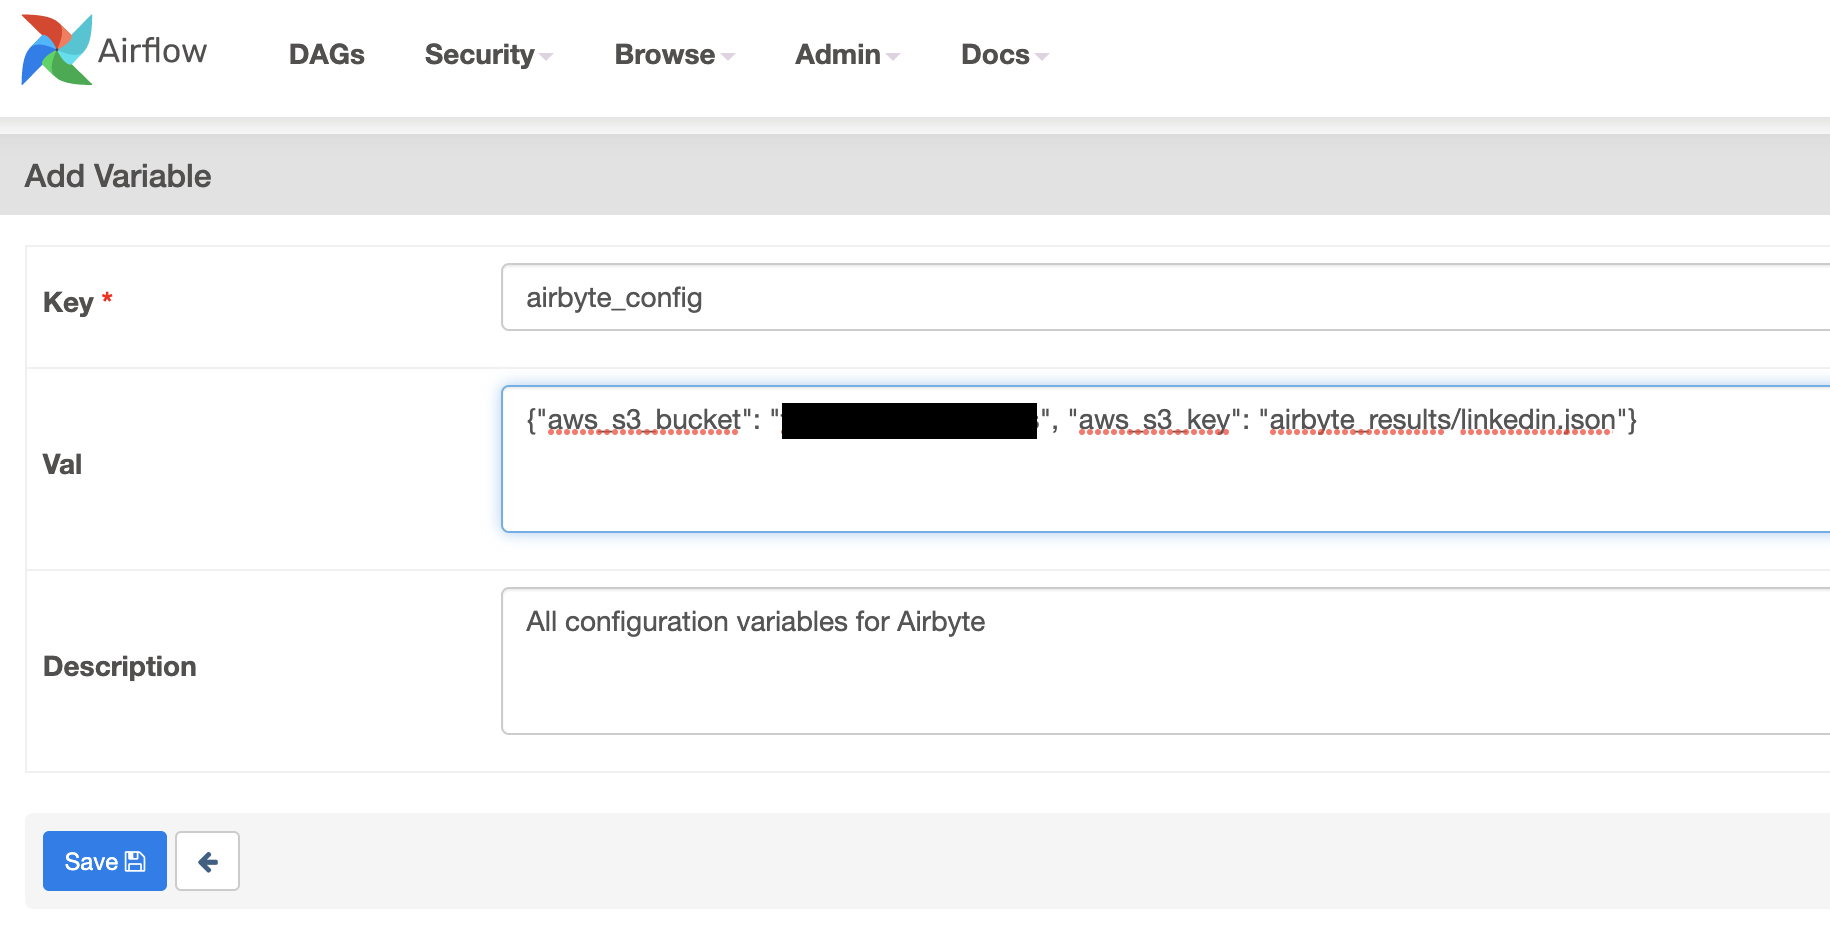 Airflow DAGs Security Browse Admin Docs
Add Variable
Key * airbyte_config
Val {"aws_s3_bucket": "", "aws_s3_key": "airbyte_results/linkedin.json"}
Description All configuration variables for Airbyte
Save